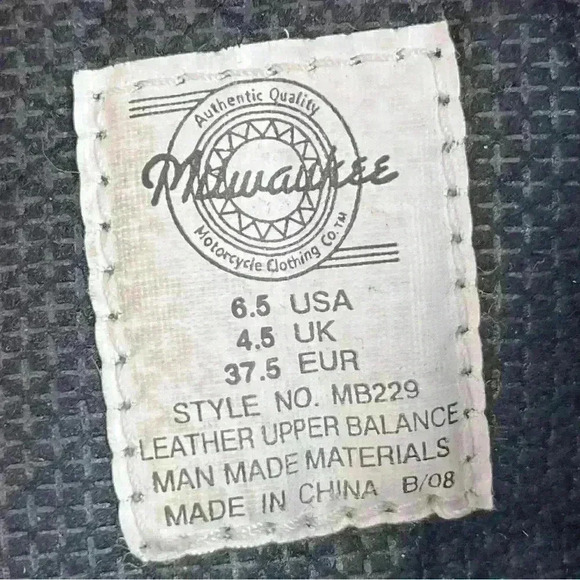 Authentic Quality
Milwaukee
Motorcycle Clothing Co.™
6.5 USA
4.5 UK
37.5 EUR
STYLE NO. MB229
LEATHER UPPER BALANCE
MAN MADE MATERIALS
MADE IN CHINA B/08